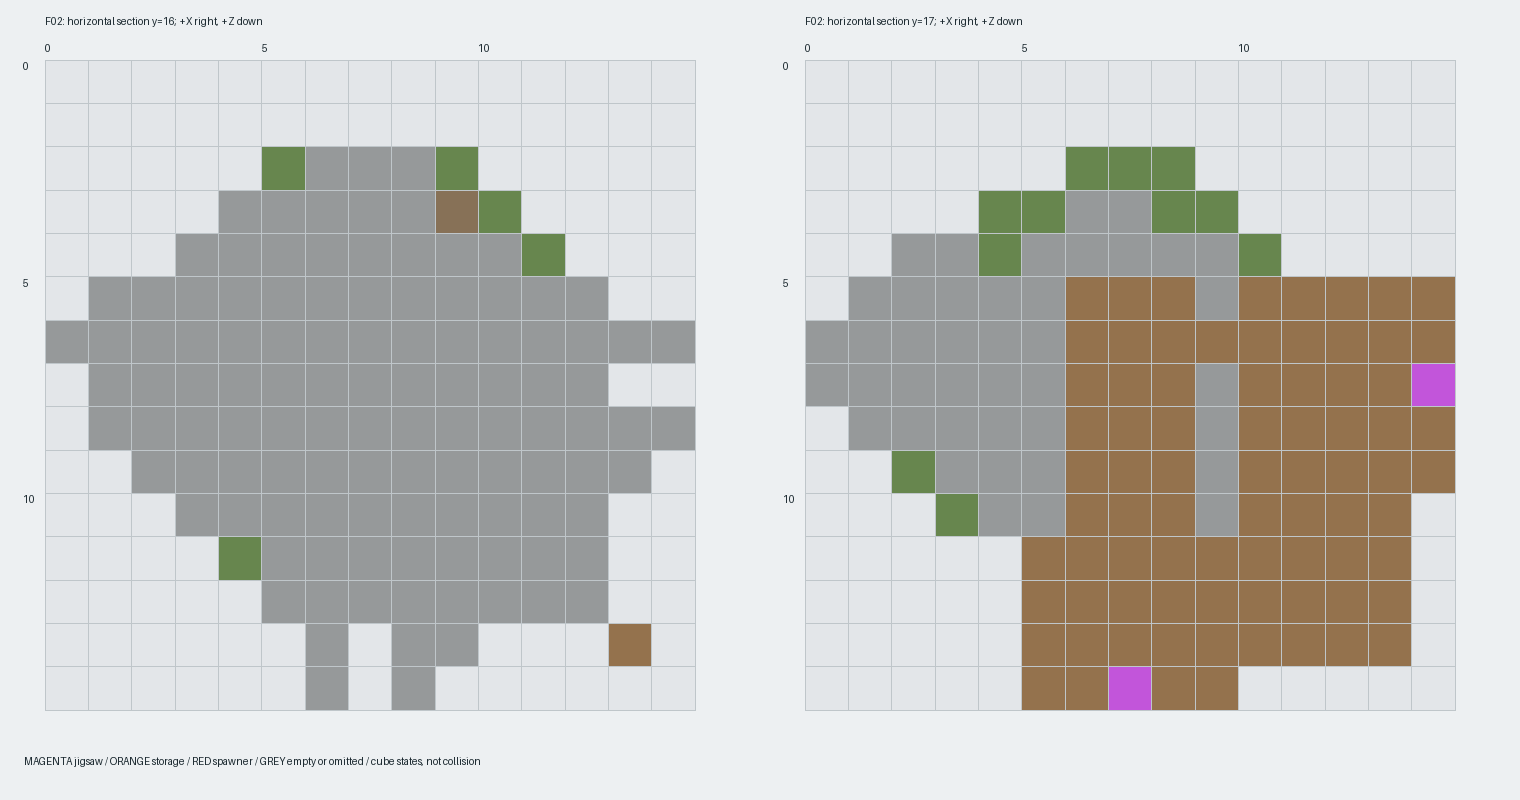 F02: horizontal section y=16; +X right, +Z down
F02: horizontal section y=17; +X right, +Z down
0 5 10
0 5 10
0
0
5
5
10
10
MAGENTA jigsaw / ORANGE storage / RED spawner / GREY empty or omitted / cube states, not collision